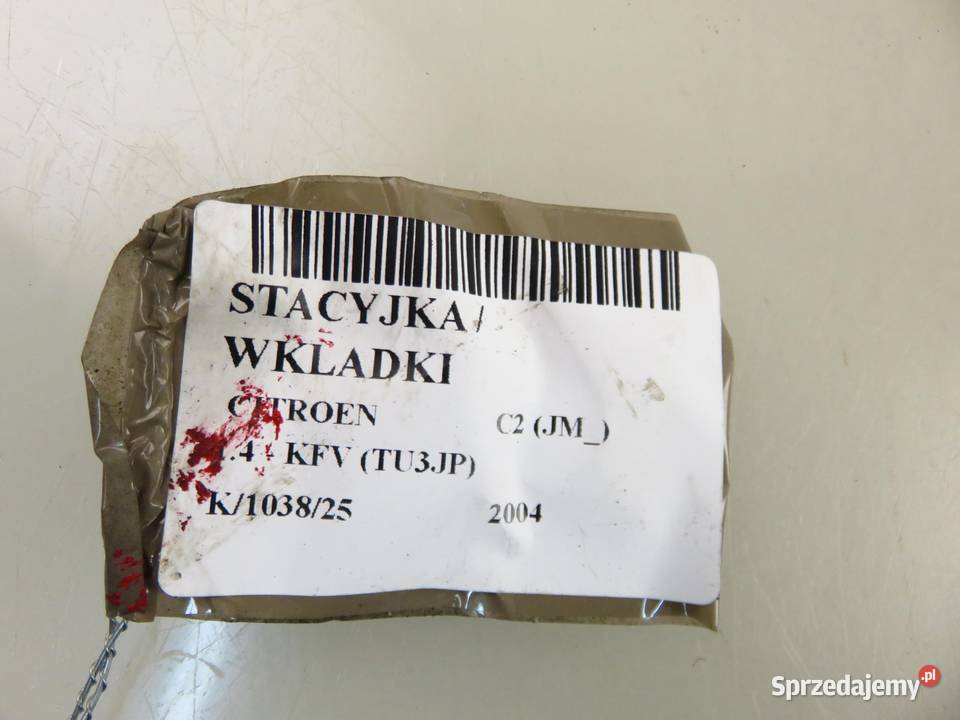 STACYJKA/
WKLADKI
CITROEN C2 (JM_)
1.4 - KFV (TU3JP)
K/1038/25 2004
Sprzedajemy.pl